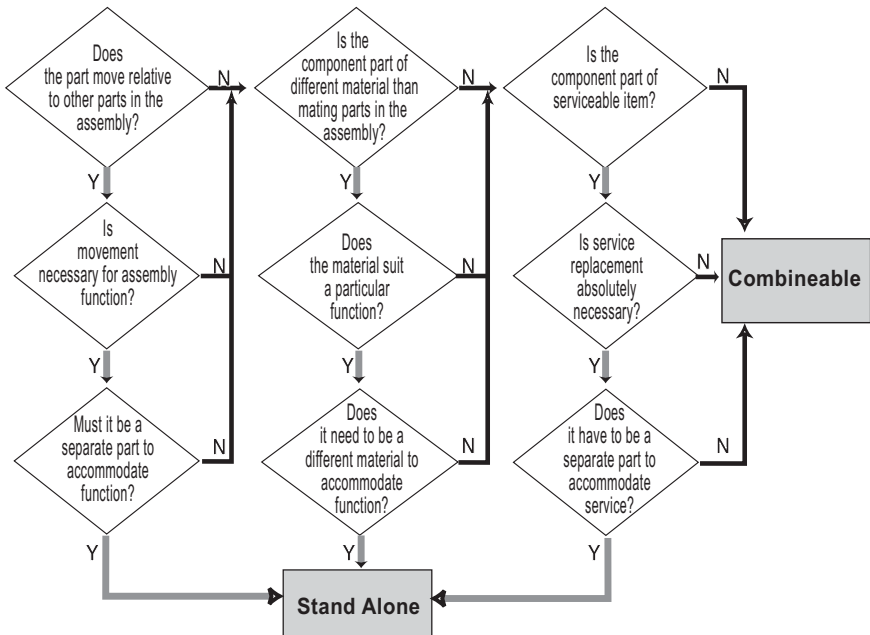 Does
the part move relative
to other parts in the
assembly?
N
Y
Is
movement
necessary for assembly
function?
N
Y
Must it be a
separate part to
accommodate
function?
N
Y
Is the
component part of
different material than
mating parts in the
assembly?
N
Y
Does
the material suit
a particular
function?
N
Y
Does
it need to be a
different material to
accommodate
function?
N
Y
Is the
component part of
serviceable item?
N
Y
Is service
replacement
absolutely
necessary?
N
Y
Does
it have to be a
separate part to
accommodate
service?
N
Y
Combineable
Stand Alone